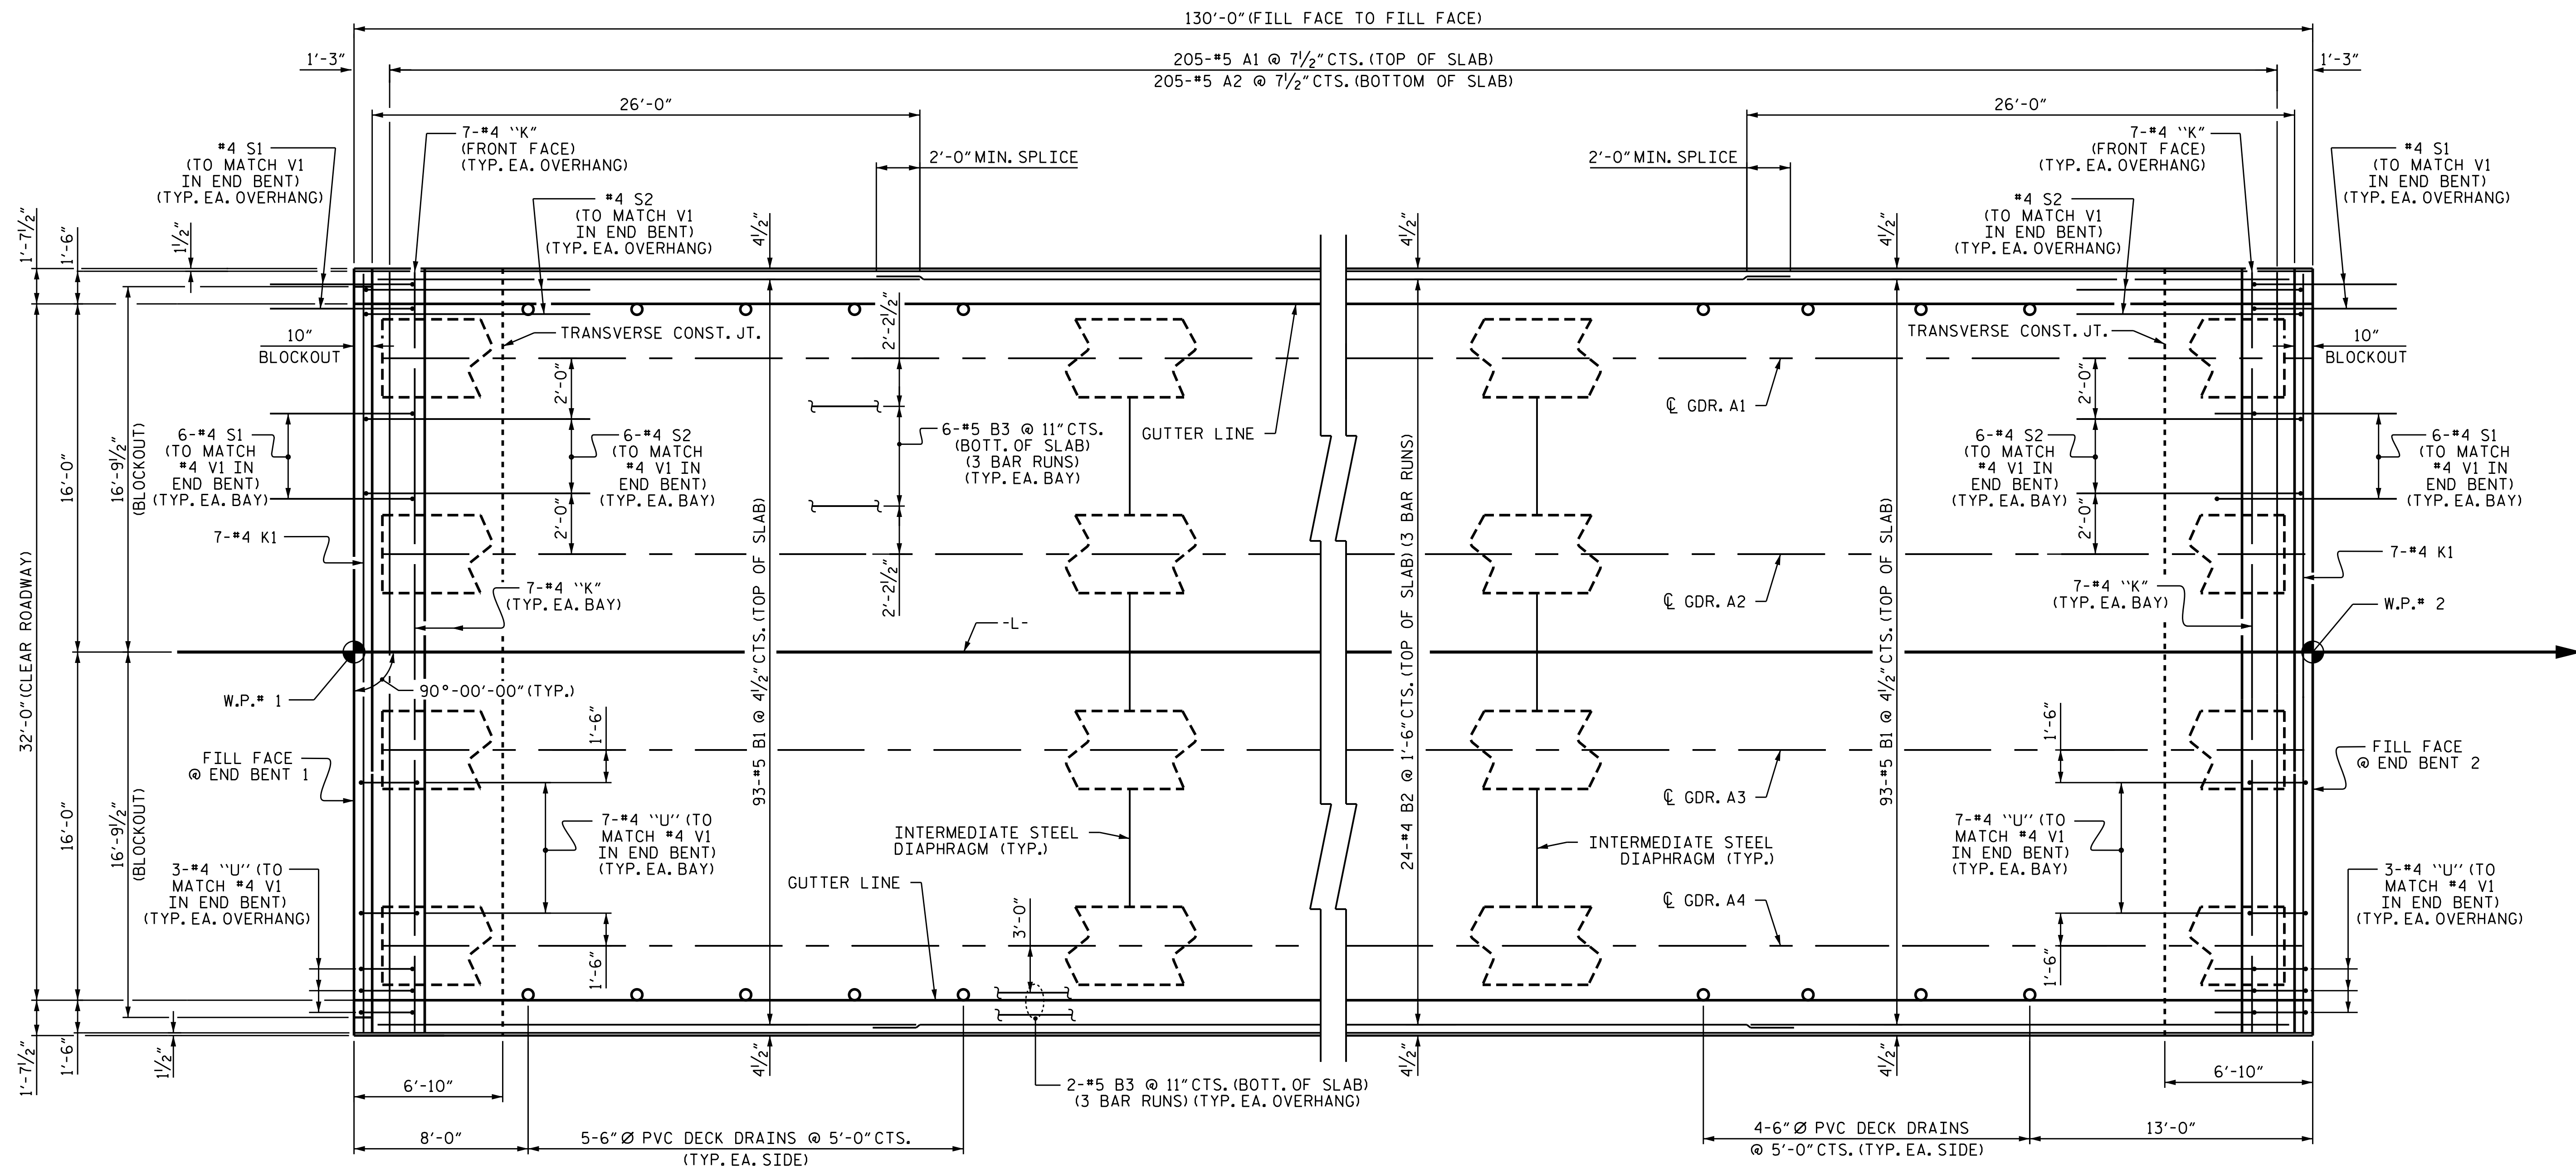 130'-0" (FILL FACE TO FILL FACE)
1'-3"
205-#5 A1 @ 7½" CTS. (TOP OF SLAB)
205-#5 A2 @ 7½" CTS. (BOTTOM OF SLAB)
1'-3"
26'-0"
26'-0"
#4 S1
(TO MATCH V1
IN END BENT)
(TYP. EA. OVERHANG)
7-#4 "K"
(FRONT FACE)
(TYP. EA. OVERHANG)
2'-0" MIN. SPLICE
2'-0" MIN. SPLICE
7-#4 "K"
(FRONT FACE)
(TYP. EA. OVERHANG)
#4 S1
(TO MATCH V1
IN END BENT)
(TYP. EA. OVERHANG)
#4 S2
(TO MATCH V1
IN END BENT)
(TYP. EA. OVERHANG)
#4 S2
(TO MATCH V1
IN END BENT)
(TYP. EA. OVERHANG)
1'-7½"
1'-6"
1½"
4½"
4½"
4½"
10"
BLOCKOUT
TRANSVERSE CONST. JT.
2'-2½"
TRANSVERSE CONST. JT.
10"
BLOCKOUT
2'-0"
2'-0"
℄ GDR. A1
6-#4 S1
(TO MATCH
#4 V1 IN
END BENT)
(TYP. EA. BAY)
6-#4 S2
(TO MATCH
#4 V1 IN
END BENT)
(TYP. EA. BAY)
6-#5 B3 @ 11" CTS.
(BOTT. OF SLAB)
(3 BAR RUNS)
(TYP. EA. BAY)
GUTTER LINE
6-#4 S2
(TO MATCH
#4 V1 IN
END BENT)
(TYP. EA. BAY)
6-#4 S1
(TO MATCH
#4 V1 IN
END BENT)
(TYP. EA. BAY)
16'-0"
16'-9½"
(BLOCKOUT)
2'-0"
2'-0"
7-#4 K1
7-#4 K1
2'-2½"
7-#4 "K"
(TYP. EA. BAY)
℄ GDR. A2
7-#4 "K"
(TYP. EA. BAY)
W.P.# 2
-L-
32'-0" (CLEAR ROADWAY)
93-#5 B1 @ 4½" CTS. (TOP OF SLAB)
24-#4 B2 @ 1'-6" CTS. (TOP OF SLAB) (3 BAR RUNS)
93-#5 B1 @ 4½" CTS. (TOP OF SLAB)
W.P.# 1
90°-00'-00" (TYP.)
1'-6"
1'-6"
FILL FACE
@ END BENT 1
FILL FACE
@ END BENT 2
℄ GDR. A3
16'-0"
16'-9½"
(BLOCKOUT)
7-#4 "U" (TO
MATCH #4 V1
IN END BENT)
(TYP. EA. BAY)
INTERMEDIATE STEEL
DIAPHRAGM (TYP.)
INTERMEDIATE STEEL
DIAPHRAGM (TYP.)
7-#4 "U" (TO
MATCH #4 V1
IN END BENT)
(TYP. EA. BAY)
3-#4 "U" (TO
MATCH #4 V1
IN END BENT)
(TYP. EA. OVERHANG)
GUTTER LINE
3'-0"
℄ GDR. A4
3-#4 "U" (TO
MATCH #4 V1
IN END BENT)
(TYP. EA. OVERHANG)
1'-6"
1'-6"
1'-7½"
1'-6"
1½"
4½"
4½"
4½"
6'-10"
2-#5 B3 @ 11" CTS. (BOTT. OF SLAB)
(3 BAR RUNS) (TYP. EA. OVERHANG)
6'-10"
8'-0"
5-6" Ø PVC DECK DRAINS @ 5'-0" CTS.
(TYP. EA. SIDE)
4-6" Ø PVC DECK DRAINS
@ 5'-0" CTS. (TYP. EA. SIDE)
13'-0"